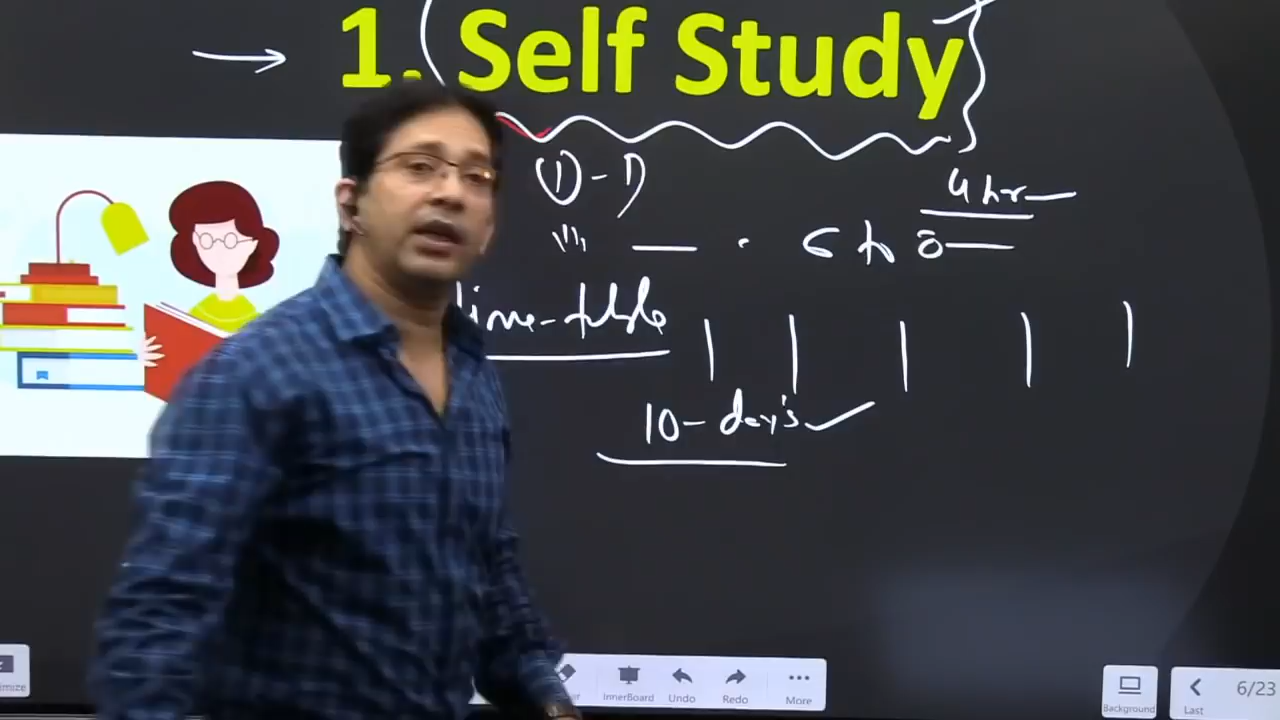 1. Self Study
① - D
4 hr
6 to 8
Time-table
10- day's
InnerBoard
Undo
Redo
More
Background
Last
6/23